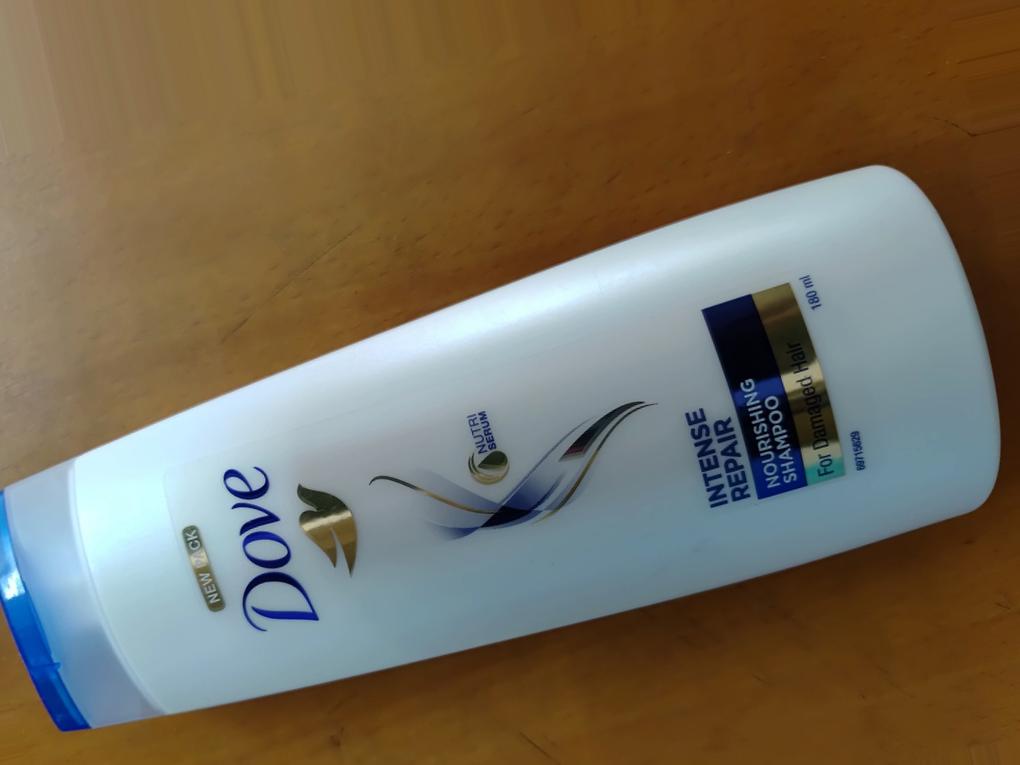 NEW PACK
Dove
NUTRI
SERUM
INTENSE
REPAIR
NOURISHING
SHAMPOO
For Damaged Hair
180 ml
69715629